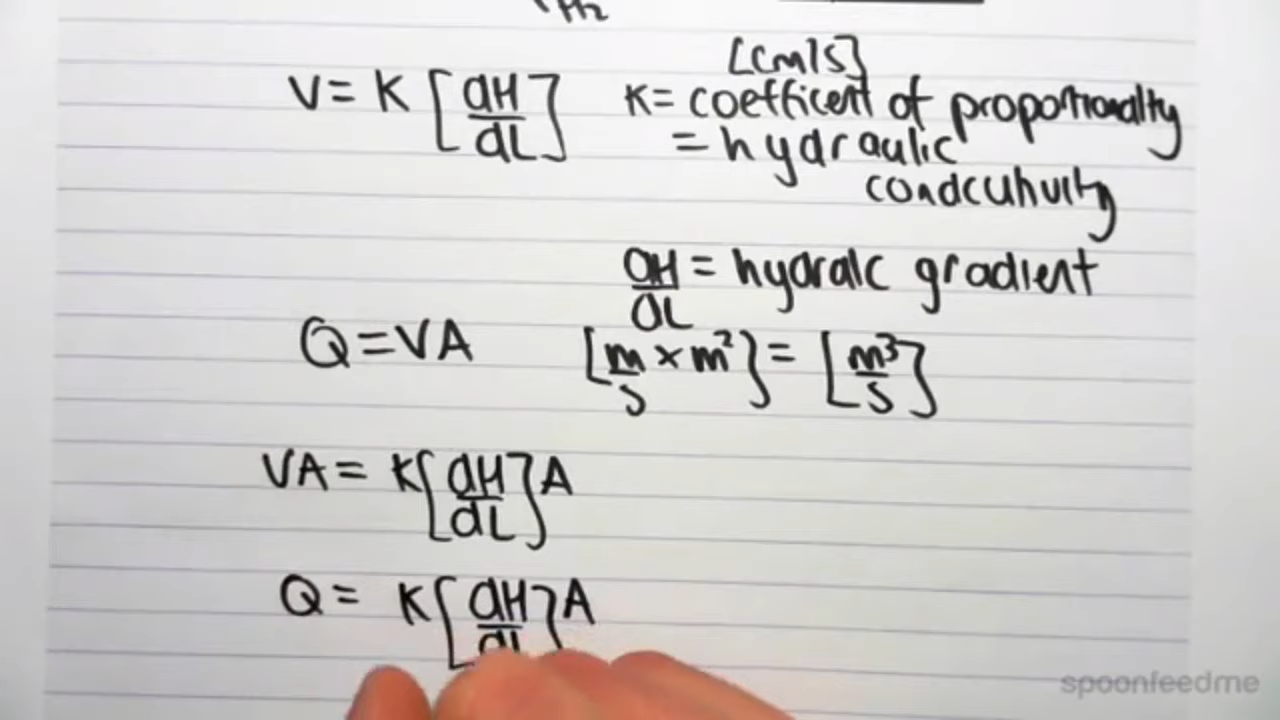 [cm/s]
V = K [dH/dL] K = coefficent of proportionalty
= hydraulic
condcutivity
dH/dL = hydralc gradient
Q = VA [m/s × m²] = [m³/s]
VA = K[dH/dL]A
Q = K[dH/dL]A
spoonfeedme